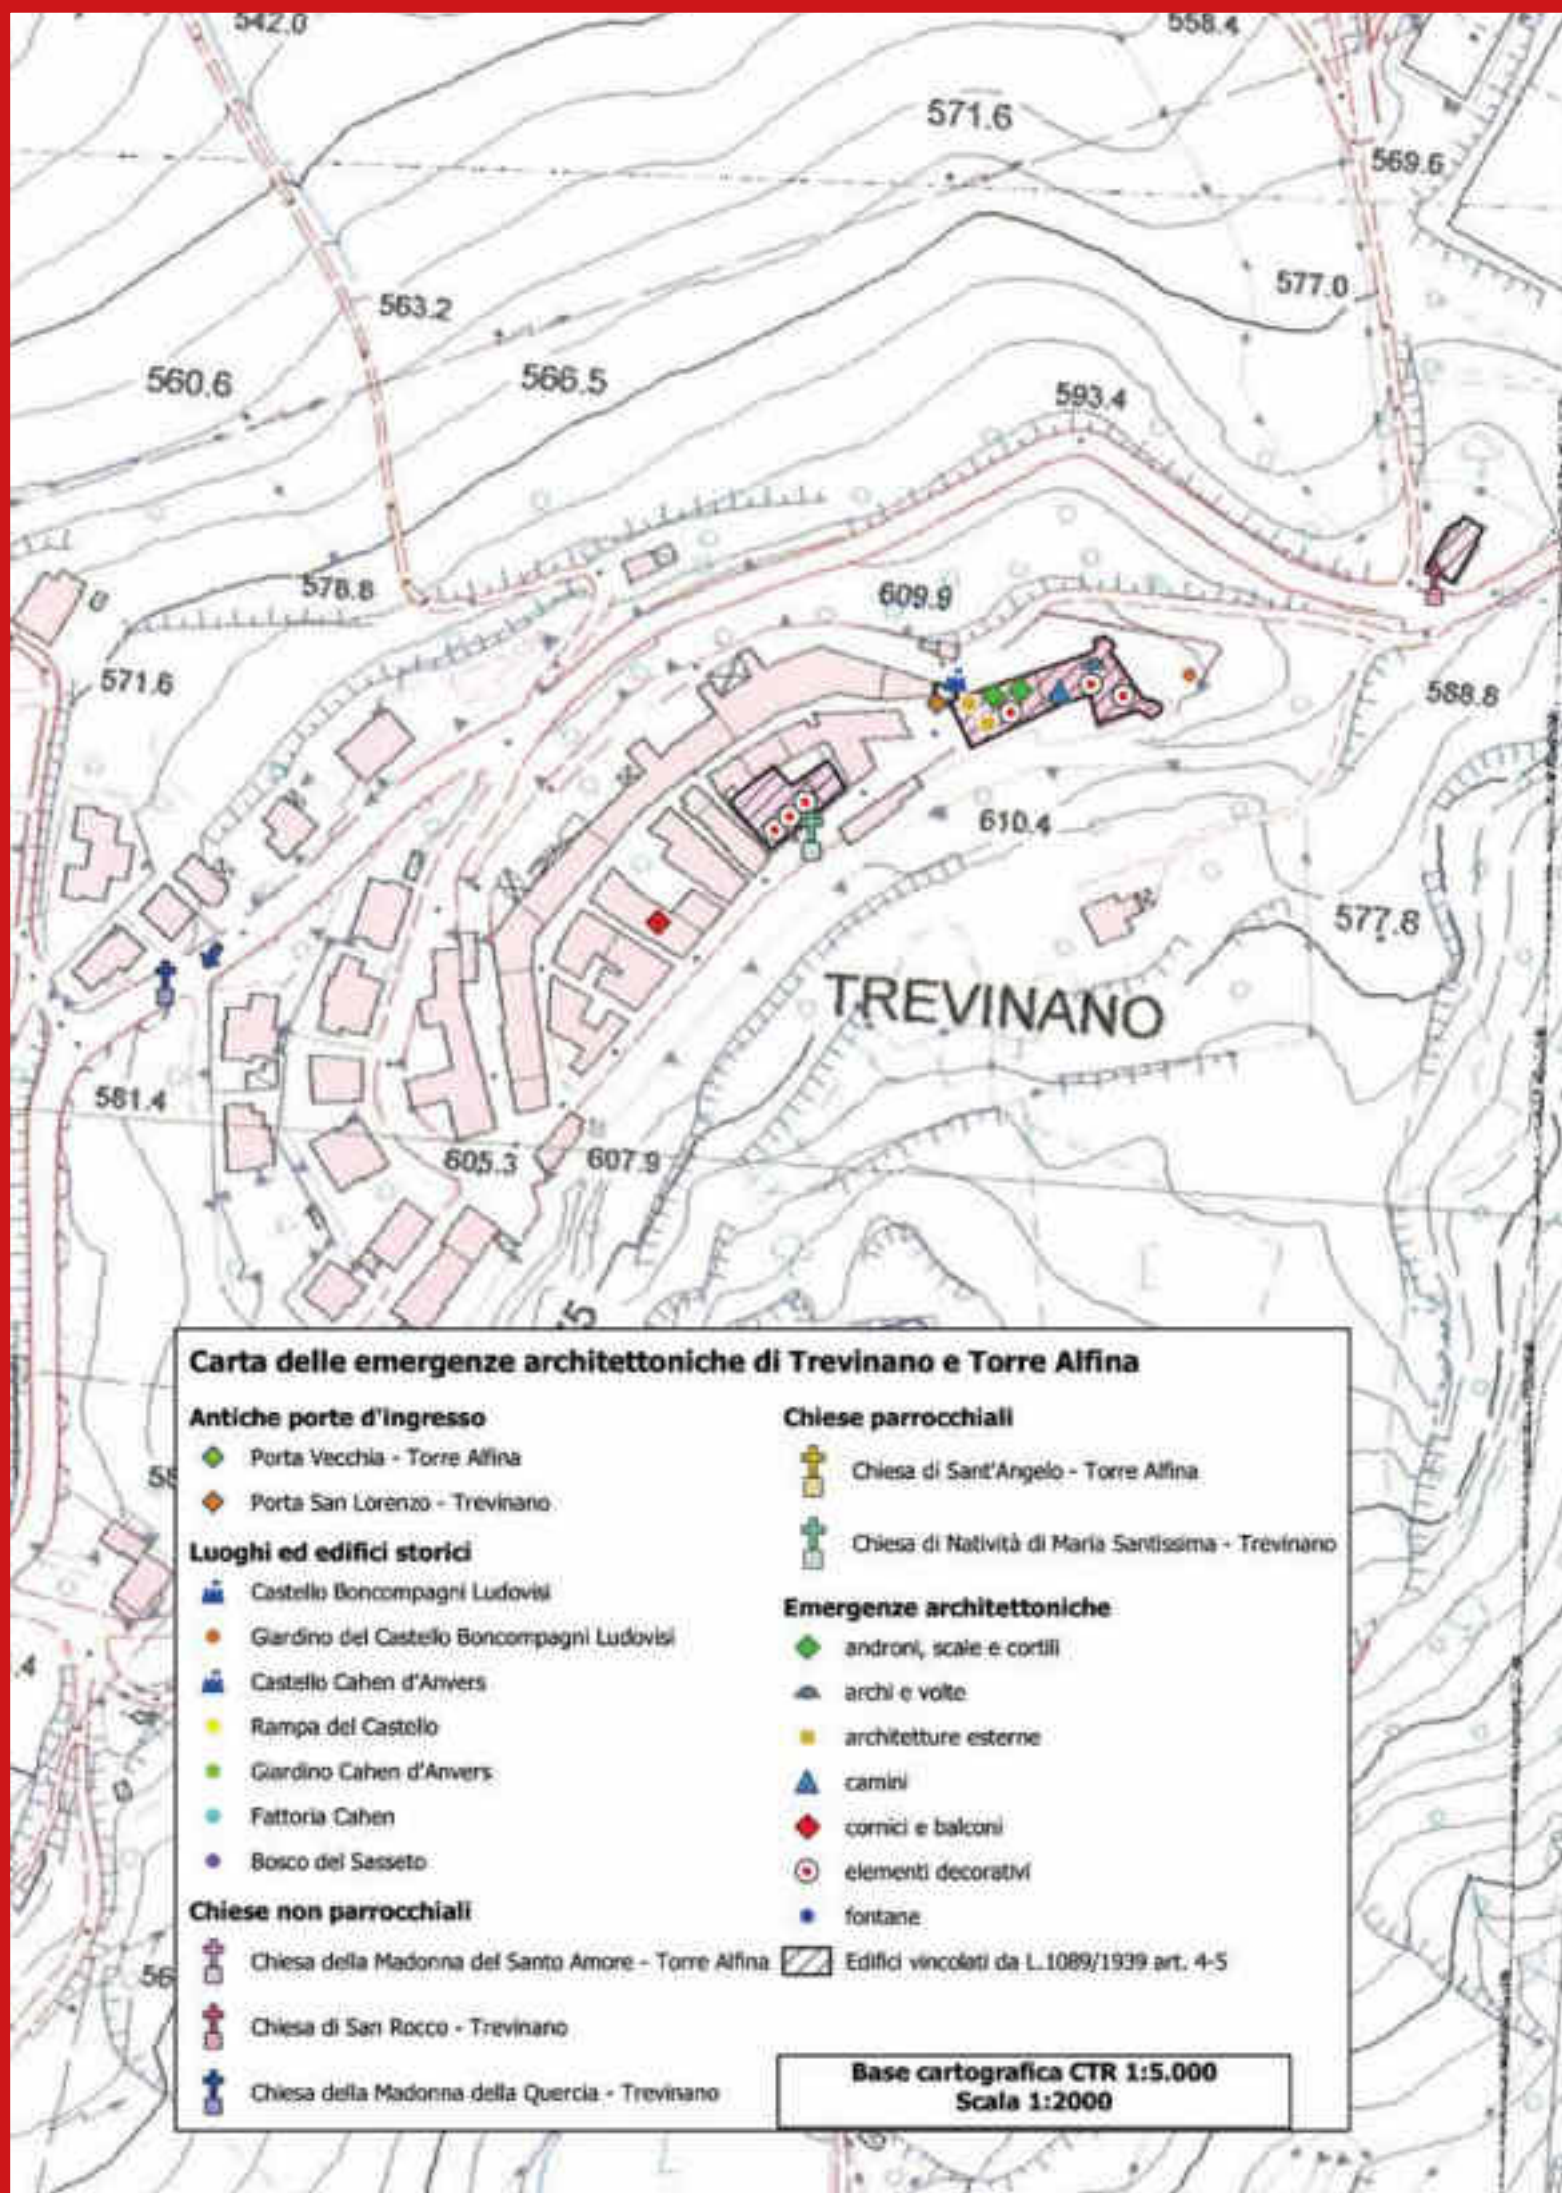 542.0
558.4
571.6
569.6
563.2
577.0
560.6
566.5
593.4
578.8
609.9
571.6
588.8
610.4
577.8
TREVINANO
581.4
605.3
607.9
Carta delle emergenze architettoniche di Trevinano e Torre Alfina
Antiche porte d'ingresso
Porta Vecchia - Torre Alfina
Porta San Lorenzo - Trevinano
Luoghi ed edifici storici
Castello Boncompagni Ludovisi
Giardino del Castello Boncompagni Ludovisi
Castello Cahen d'Anvers
Rampa del Castello
Giardino Cahen d'Anvers
Fattoria Cahen
Bosco del Sasseto
Chiese non parrocchiali
Chiesa della Madonna del Santo Amore - Torre Alfina
Chiesa di San Rocco - Trevinano
Chiesa della Madonna della Quercia - Trevinano
Chiese parrocchiali
Chiesa di Sant'Angelo - Torre Alfina
Chiesa di Natività di Maria Santissima - Trevinano
Emergenze architettoniche
androni, scale e cortili
archi e volte
architetture esterne
camini
cornici e balconi
elementi decorativi
fontane
Edifici vincolati da L.1089/1939 art. 4-5
Base cartografica CTR 1:5.000
Scala 1:2000